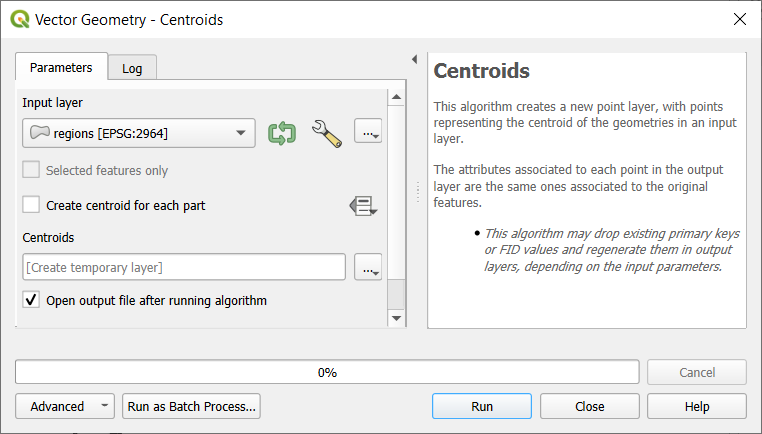 Vector Geometry - Centroids
Parameters
Log
Input layer
regions [EPSG:2964]
...
Selected features only
Create centroid for each part
Centroids
[Create temporary layer]
...
Open output file after running algorithm
Centroids
This algorithm creates a new point layer, with points
representing the centroid of the geometries in an input
layer.
The attributes associated to each point in the output
layer are the same ones associated to the original
features.
• This algorithm may drop existing primary keys
or FID values and regenerate them in output
layers, depending on the input parameters.
0%
Cancel
Advanced
Run as Batch Process...
Run
Close
Help